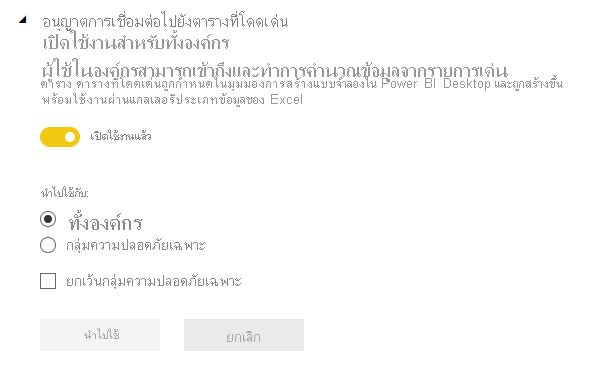 อนุญาตการเชื่อมต่อไปยังตารางที่โดดเด่น
เปิดใช้งานสำหรับทั้งองค์กร
ผู้ใช้ในองค์กรสามารถเข้าถึงและทำการคำนวณข้อมูลจากรายการเด่น
ตาราง ตารางที่โดดเด่นถูกกำหนดในมุมมองการสร้างแบบจำลองใน Power BI Desktop และถูกสร้างขึ้น
พร้อมใช้งานผ่านแกลเลอรีประเภทข้อมูลของ Excel
เปิดใช้งานแล้ว
นำไปใช้กับ:
ทั้งองค์กร
กลุ่มความปลอดภัยเฉพาะ
ยกเว้นกลุ่มความปลอดภัยเฉพาะ
นำไปใช้ ยกเลิก